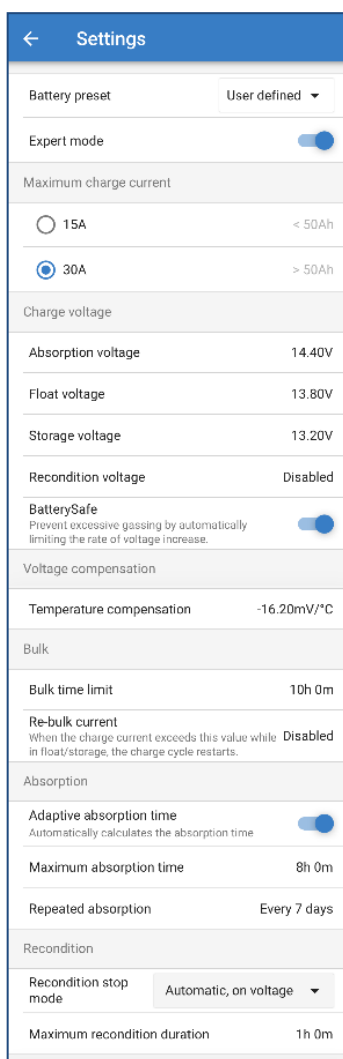 Settings
Battery preset User defined
Expert mode
Maximum charge current
15A < 50Ah
30A > 50Ah
Charge voltage
Absorption voltage 14.40V
Float voltage 13.80V
Storage voltage 13.20V
Recondition voltage Disabled
BatterySafe
Prevent excessive gassing by automatically
limiting the rate of voltage increase.
Voltage compensation
Temperature compensation -16.20mV/°C
Bulk
Bulk time limit 10h 0m
Re-bulk current
When the charge current exceeds this value while Disabled
in float/storage, the charge cycle restarts.
Absorption
Adaptive absorption time
Automatically calculates the absorption time
Maximum absorption time 8h 0m
Repeated absorption Every 7 days
Recondition
Recondition stop
mode Automatic, on voltage
Maximum recondition duration 1h 0m